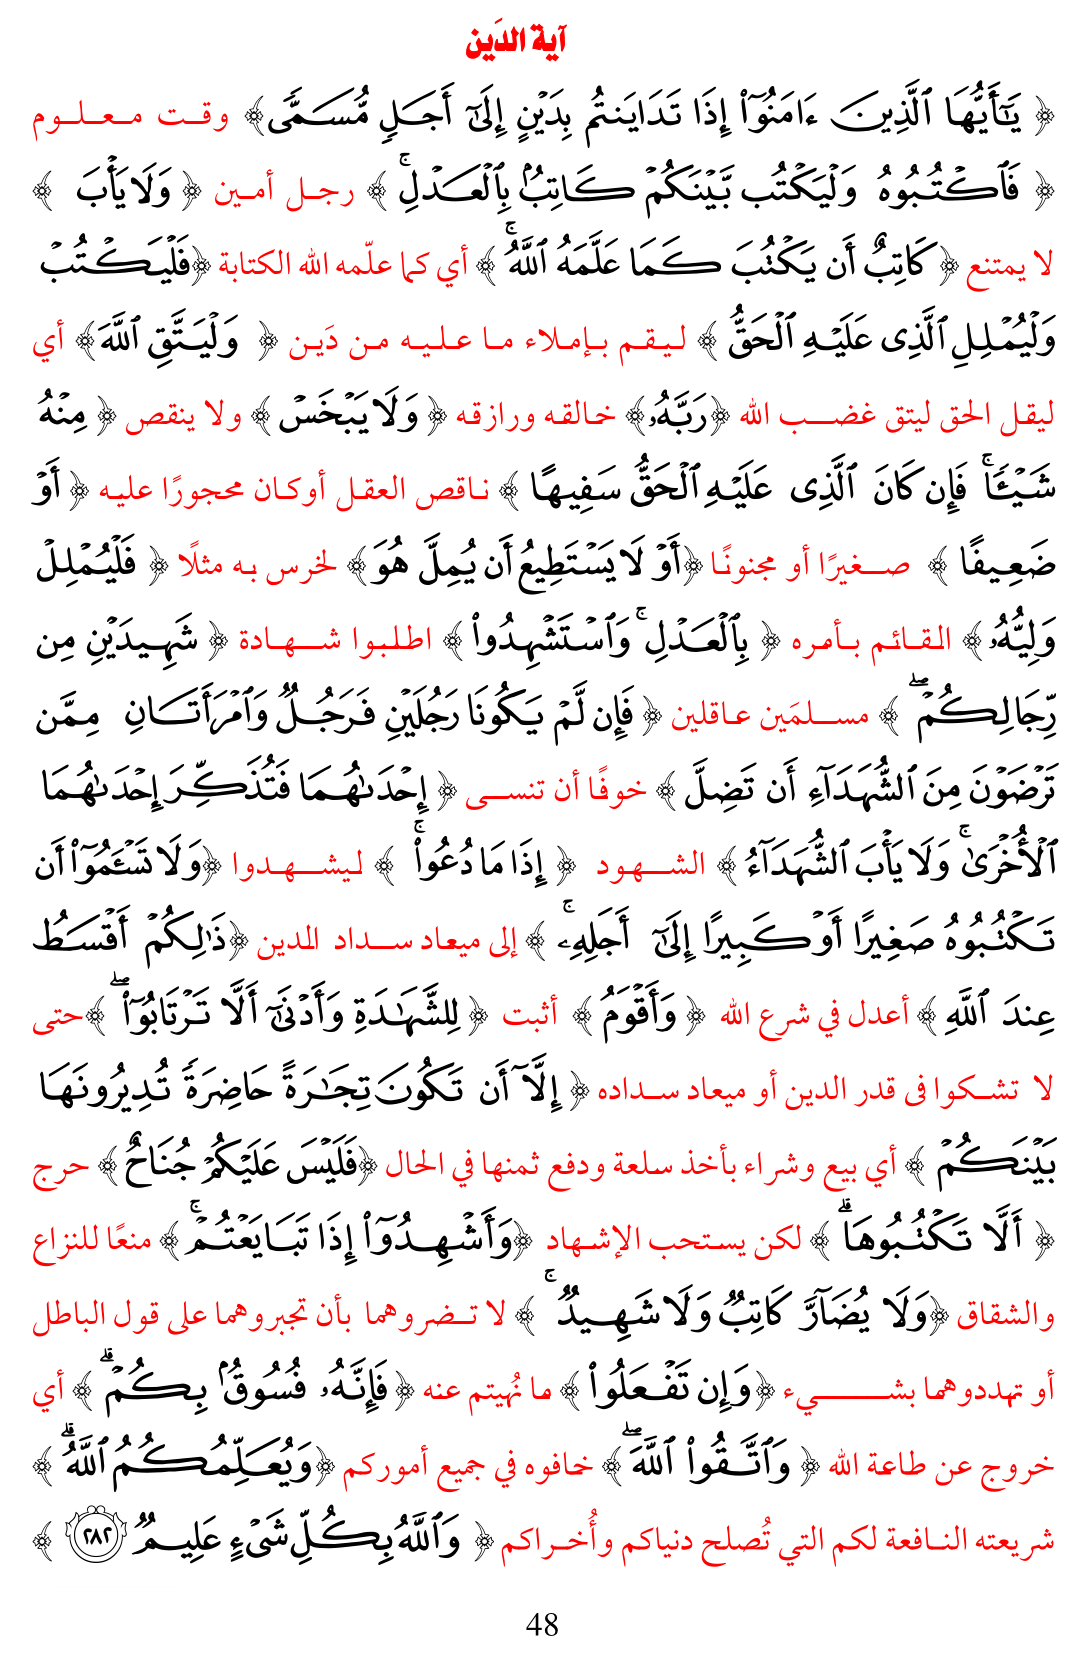 آية الدَين
﴿ يَـٰٓأَيُّهَا ٱلَّذِينَ ءَامَنُوٓا۟ إِذَا تَدَايَنتُم بِدَيْنٍ إِلَىٰٓ أَجَلٍ مُّسَمًّى﴾ وقت معلوم
﴿ فَٱكْتُبُوهُ وَلْيَكْتُب بَّيْنَكُمْ كَاتِبٌۢ بِٱلْعَدْلِ ۚ ﴾ رجل أمين ﴿ وَلَا يَأْبَ ﴾
لا يمتنع ﴿ كَاتِبٌ أَن يَكْتُبَ كَمَا عَلَّمَهُ ٱللَّهُ ۚ ﴾ أي كما علّمه الله الكتابة ﴿فَلْيَكْتُبْ
وَلْيُمْلِلِ ٱلَّذِى عَلَيْهِ ٱلْحَقُّ ﴾ ليقم بإملاء ما عليه من دَين ﴿ وَلْيَتَّقِ ٱللَّهَ﴾ أي
ليقل الحق ليتق غضب الله ﴿رَبَّهُۥ﴾ خالقه ورازقه ﴿ وَلَا يَبْخَسْ ﴾ ولا ينقص ﴿ مِنْهُ
شَيْـًٔا ۚ فَإِن كَانَ ٱلَّذِى عَلَيْهِ ٱلْحَقُّ سَفِيهًا ﴾ ناقص العقل أوكان محجورًا عليه ﴿ أَوْ
ضَعِيفًا ﴾ صغيرًا أو مجنونًا ﴿أَوْ لَا يَسْتَطِيعُ أَن يُمِلَّ هُوَ ﴾ لخرس به مثلًا ﴿ فَلْيُمْلِلْ
وَلِيُّهُۥ ﴾ القائم بأمره ﴿ بِٱلْعَدْلِ ۚ وَٱسْتَشْهِدُوا۟ ﴾ اطلبوا شهادة ﴿ شَهِيدَيْنِ مِن
رِّجَالِكُمْ ۖ ﴾ مسلمَين عاقلين ﴿ فَإِن لَّمْ يَكُونَا رَجُلَيْنِ فَرَجُلٌ وَٱمْرَأَتَانِ مِمَّن
تَرْضَوْنَ مِنَ ٱلشُّهَدَآءِ أَن تَضِلَّ ﴾ خوفًا أن تنسى ﴿ إِحْدَىٰهُمَا فَتُذَكِّرَ إِحْدَىٰهُمَا
ٱلْأُخْرَىٰ ۚ وَلَا يَأْبَ ٱلشُّهَدَآءُ ﴾ الشهود ﴿ إِذَا مَا دُعُوا۟ ۚ ﴾ ليشهدوا ﴿وَلَا تَسْـَٔمُوٓا۟ أَن
تَكْتُبُوهُ صَغِيرًا أَوْ كَبِيرًا إِلَىٰٓ أَجَلِهِۦ ۚ ﴾ إلى ميعاد سداد الدين ﴿ذَٰلِكُمْ أَقْسَطُ
عِندَ ٱللَّهِ ﴾ أعدل في شرع الله ﴿ وَأَقْوَمُ ﴾ أثبت ﴿ لِلشَّهَـٰدَةِ وَأَدْنَىٰٓ أَلَّا تَرْتَابُوٓا۟ ۖ ﴾حتى
لا تشكوا فى قدر الدين أو ميعاد سداده ﴿ إِلَّآ أَن تَكُونَ تِجَـٰرَةً حَاضِرَةً تُدِيرُونَهَا
بَيْنَكُمْ ﴾ أي بيع وشراء بأخذ سلعة ودفع ثمنها في الحال ﴿فَلَيْسَ عَلَيْكُمْ جُنَاحٌ ﴾ حرج
﴿ أَلَّا تَكْتُبُوهَا ۗ ﴾ لكن يستحب الإشهاد ﴿وَأَشْهِدُوٓا۟ إِذَا تَبَايَعْتُمْ ۚ ﴾ منعًا للنزاع
والشقاق ﴿وَلَا يُضَآرَّ كَاتِبٌ وَلَا شَهِيدٌ ۚ ﴾ لا تضروهما بأن تجبروهما على قول الباطل
أو تهددوهما بشيء ﴿وَإِن تَفْعَلُوا۟ ﴾ ما نُهيتم عنه ﴿ فَإِنَّهُۥ فُسُوقٌۢ بِكُمْ ۗ ﴾ أي
خروج عن طاعة الله ﴿ وَٱتَّقُوا۟ ٱللَّهَ ۖ ﴾ خافوه في جميع أموركم ﴿وَيُعَلِّمُكُمُ ٱللَّهُ ۗ ﴾
شريعته النافعة لكم التي تُصلح دنياكم وأُخراكم ﴿ وَٱللَّهُ بِكُلِّ شَىْءٍ عَلِيمٌ ٢٨٢ ﴾
48